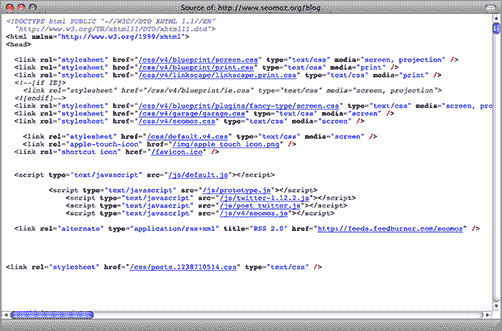 Source of: http://www.seomoz.org/blog
<!DOCTYPE html PUBLIC "-//W3C//DTD XHTML 1.1//EN"
"http://www.w3.org/TR/xhtml11/DTD/xhtml11.dtd">
<html xmlns="http://www.w3.org/1999/xhtml">
<head>
<link rel="stylesheet" href="/css/v4/blueprint/screen.css" type="text/css" media="screen, projection" />
<link rel="stylesheet" href="/css/v4/blueprint/print.css" type="text/css" media="print" />
<link rel="stylesheet" href="/css/v4/linkscape/linkscape.print.css" type="text/css" media="print" />
<!--[if IE]>
<link rel="stylesheet" href="/css/v4/blueprint/ie.css" type="text/css" media="screen, projection">
<![endif]-->
<link rel="stylesheet" href="/css/v4/blueprint/plugins/fancy-type/screen.css" type="text/css" media="screen, pro
<link rel="stylesheet" href="/css/v4/garage/garage.css" type="text/css" media="screen" />
<link rel="stylesheet" href="/css/v4/seomoz.css" type="text/css" media="screen" />
<link rel="stylesheet" href="/css/default.v4.css" type="text/css" media="screen" />
<link rel="apple-touch-icon" href="/img/apple_touch_icon.png" />
<link rel="shortcut icon" href="/favicon.ico" />
<script type="text/javascript" src="/js/default.js"></script>
<script type="text/javascript" src="/js/prototype.js"></script>
<script type="text/javascript" src="/js/twitter-1.12.2.js"></script>
<script type="text/javascript" src="/js/post_twitter.js"></script>
<script type="text/javascript" src="/js/v4/seomoz.js"></script>
<link rel="alternate" type="application/rss+xml" title="RSS 2.0" href="http://feeds.feedburner.com/seomoz" />
<link rel="stylesheet" href="/css/posts.1238710514.css" type="text/css" />